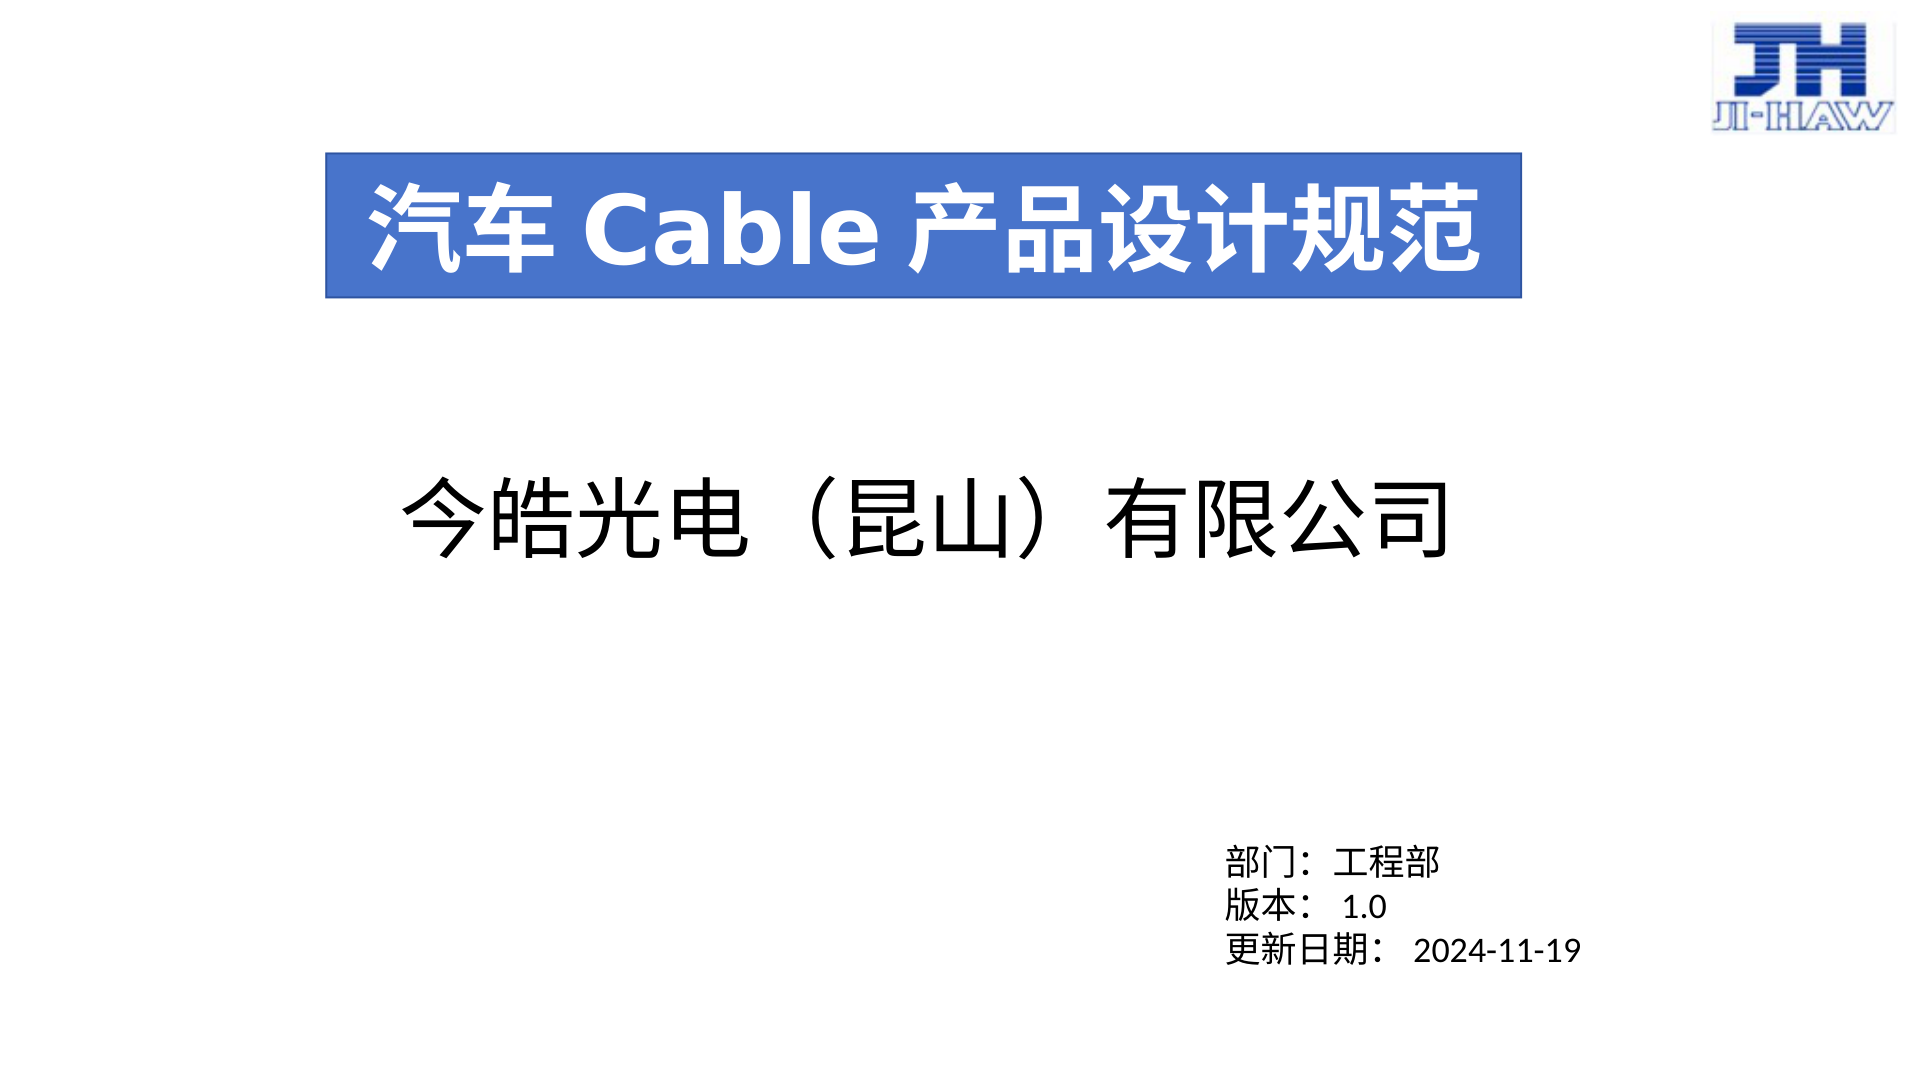 JH
JI-HAW
汽车 Cable 产品设计规范
今皓光电（昆山）有限公司
部门：工程部
版本： 1.0
更新日期： 2024-11-19